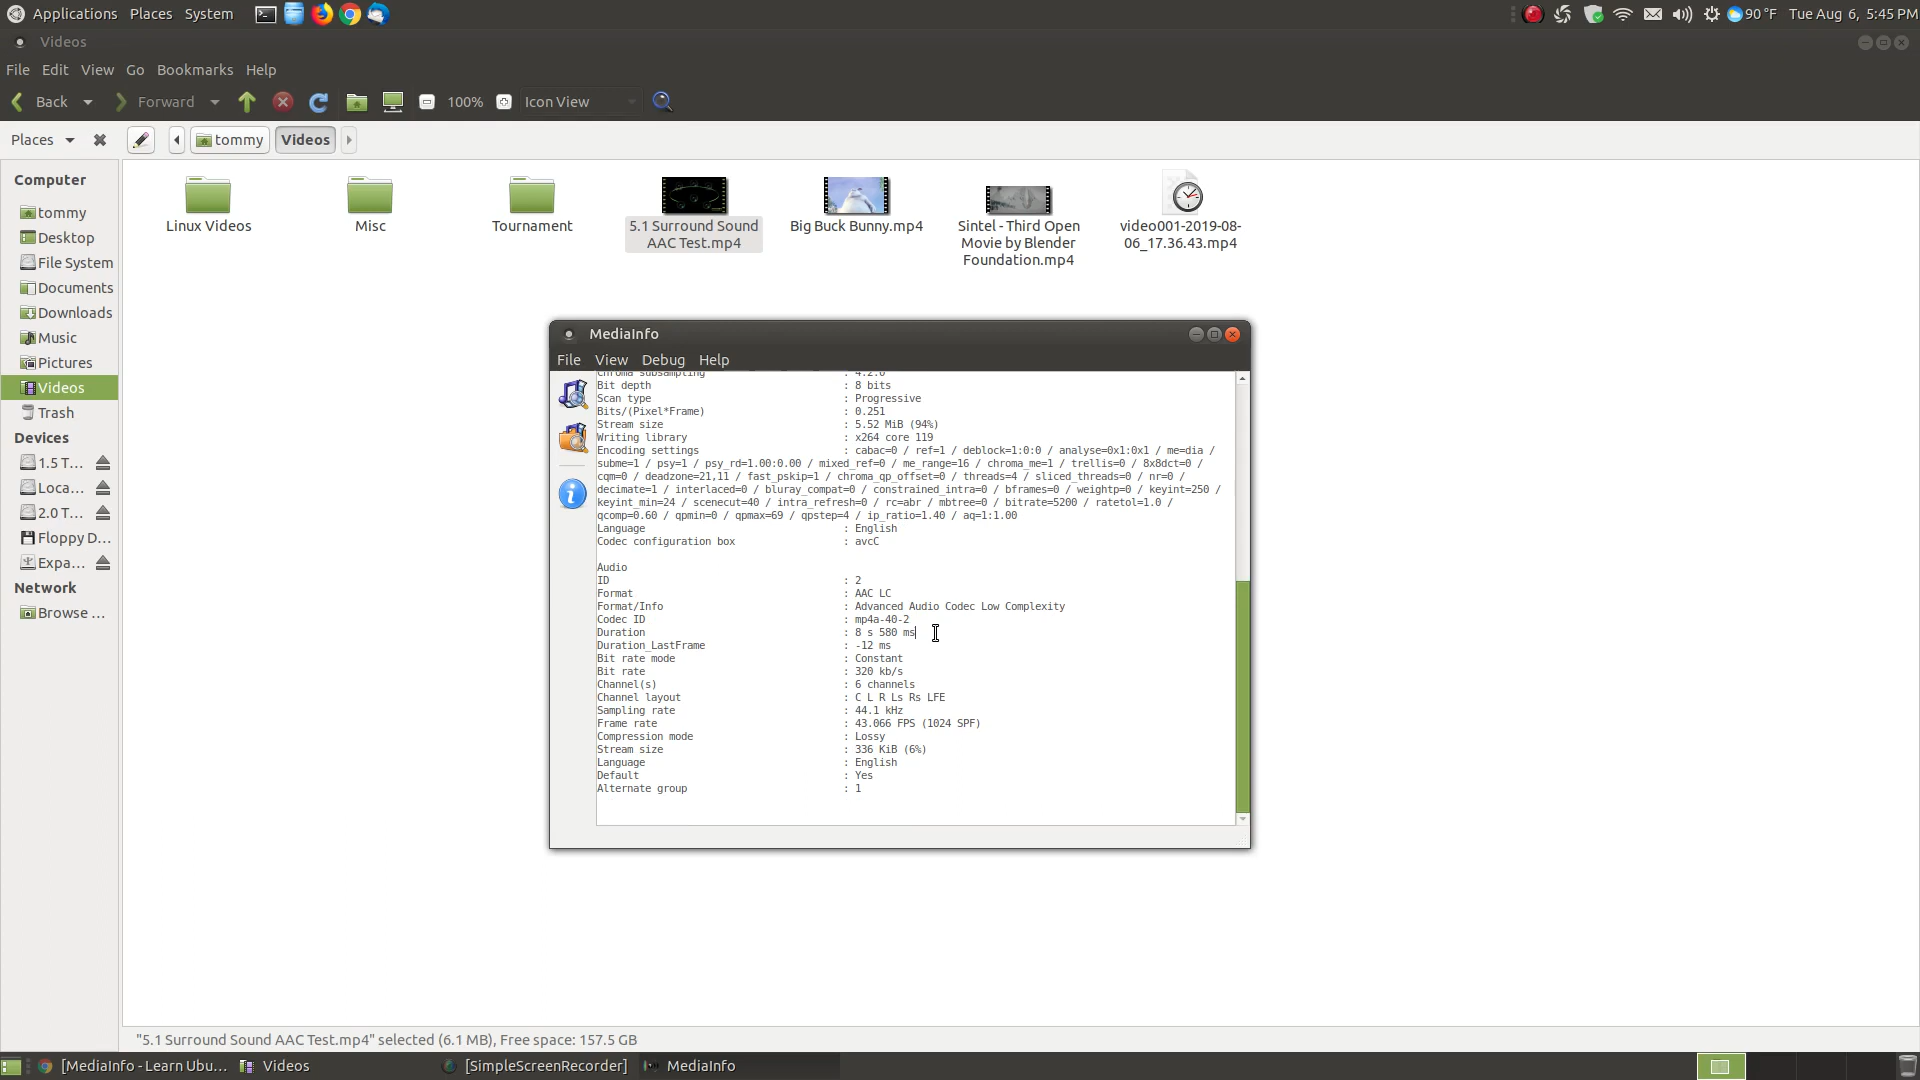 Applications Places System
90 °F Tue Aug 6, 5:45 PM
Videos
File Edit View Go Bookmarks Help
Back Forward 100% Icon View
Places tommy Videos
Computer
tommy
Desktop
File System
Documents
Downloads
Music
Pictures
Videos
Trash
Devices
1.5 T...
Loca...
2.0 T...
Floppy D...
Expa...
Network
Browse ...
Linux Videos
Misc
Tournament
5.1 Surround Sound
AAC Test.mp4
Big Buck Bunny.mp4
Sintel - Third Open
Movie by Blender
Foundation.mp4
video001-2019-08-
06_17.36.43.mp4
MediaInfo
File View Debug Help
Chroma subsampling : 4:2:0
Bit depth : 8 bits
Scan type : Progressive
Bits/(Pixel*Frame) : 0.251
Stream size : 5.52 MiB (94%)
Writing library : x264 core 119
Encoding settings : cabac=0 / ref=1 / deblock=1:0:0 / analyse=0x1:0x1 / me=dia /
subme=1 / psy=1 / psy_rd=1.00:0.00 / mixed_ref=0 / me_range=16 / chroma_me=1 / trellis=0 / 8x8dct=0 /
cqm=0 / deadzone=21,11 / fast_pskip=1 / chroma_qp_offset=0 / threads=4 / sliced_threads=0 / nr=0 /
decimate=1 / interlaced=0 / bluray_compat=0 / constrained_intra=0 / bframes=0 / weightp=0 / keyint=250 /
keyint_min=24 / scenecut=40 / intra_refresh=0 / rc=abr / mbtree=0 / bitrate=5200 / ratetol=1.0 /
qcomp=0.60 / qpmin=0 / qpmax=69 / qpstep=4 / ip_ratio=1.40 / aq=1:1.00
Language : English
Codec configuration box : avcC
Audio
ID : 2
Format : AAC LC
Format/Info : Advanced Audio Codec Low Complexity
Codec ID : mp4a-40-2
Duration : 8 s 580 ms
Duration_LastFrame : -12 ms
Bit rate mode : Constant
Bit rate : 320 kb/s
Channel(s) : 6 channels
Channel layout : C L R Ls Rs LFE
Sampling rate : 44.1 kHz
Frame rate : 43.066 FPS (1024 SPF)
Compression mode : Lossy
Stream size : 336 KiB (6%)
Language : English
Default : Yes
Alternate group : 1
"5.1 Surround Sound AAC Test.mp4" selected (6.1 MB), Free space: 157.5 GB
[MediaInfo - Learn Ubu... Videos [SimpleScreenRecorder] MediaInfo